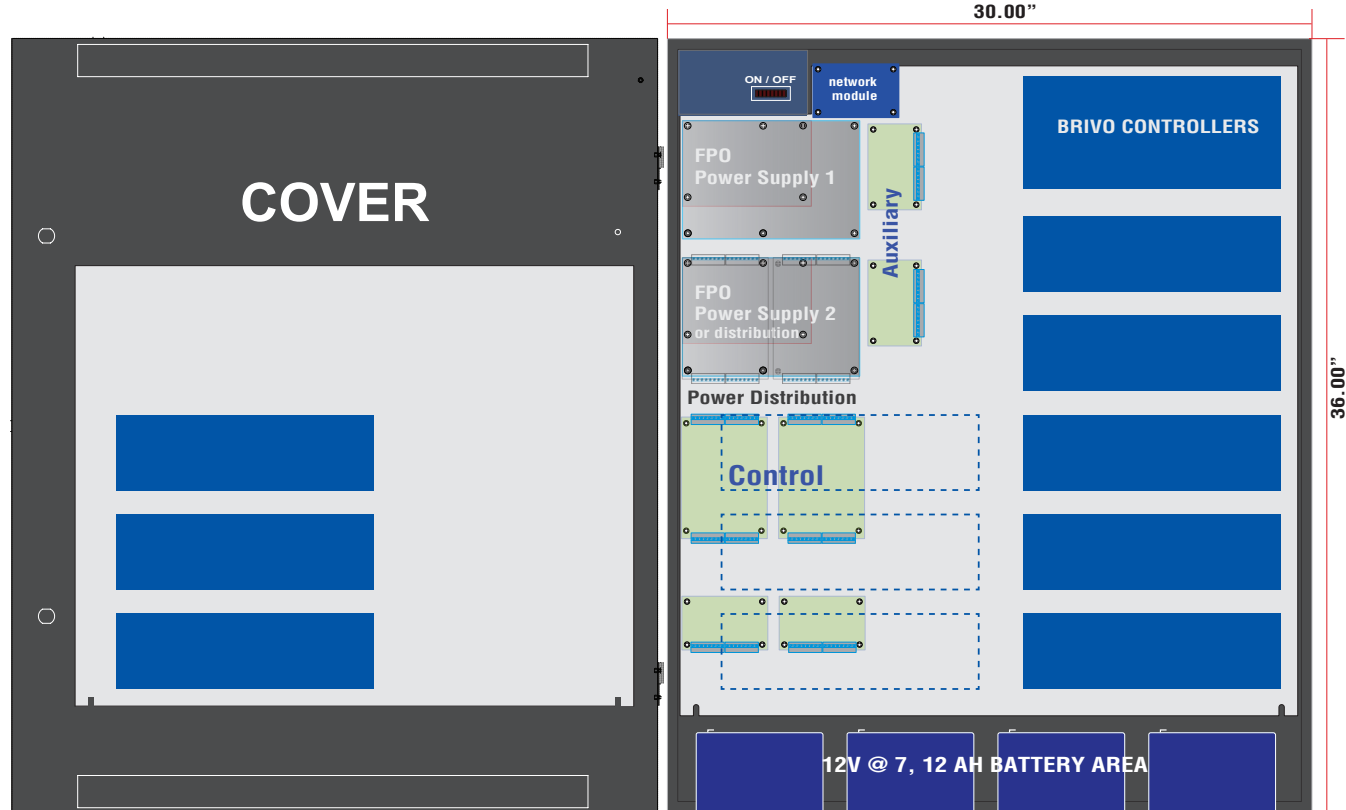 30.00”
COVER
ON / OFF
network
module
BRIVO CONTROLLERS
FPO
Power Supply 1
Auxiliary
FPO
Power Supply 2
or distribution
36.00”
Power Distribution
Control
12V @ 7, 12 AH BATTERY AREA